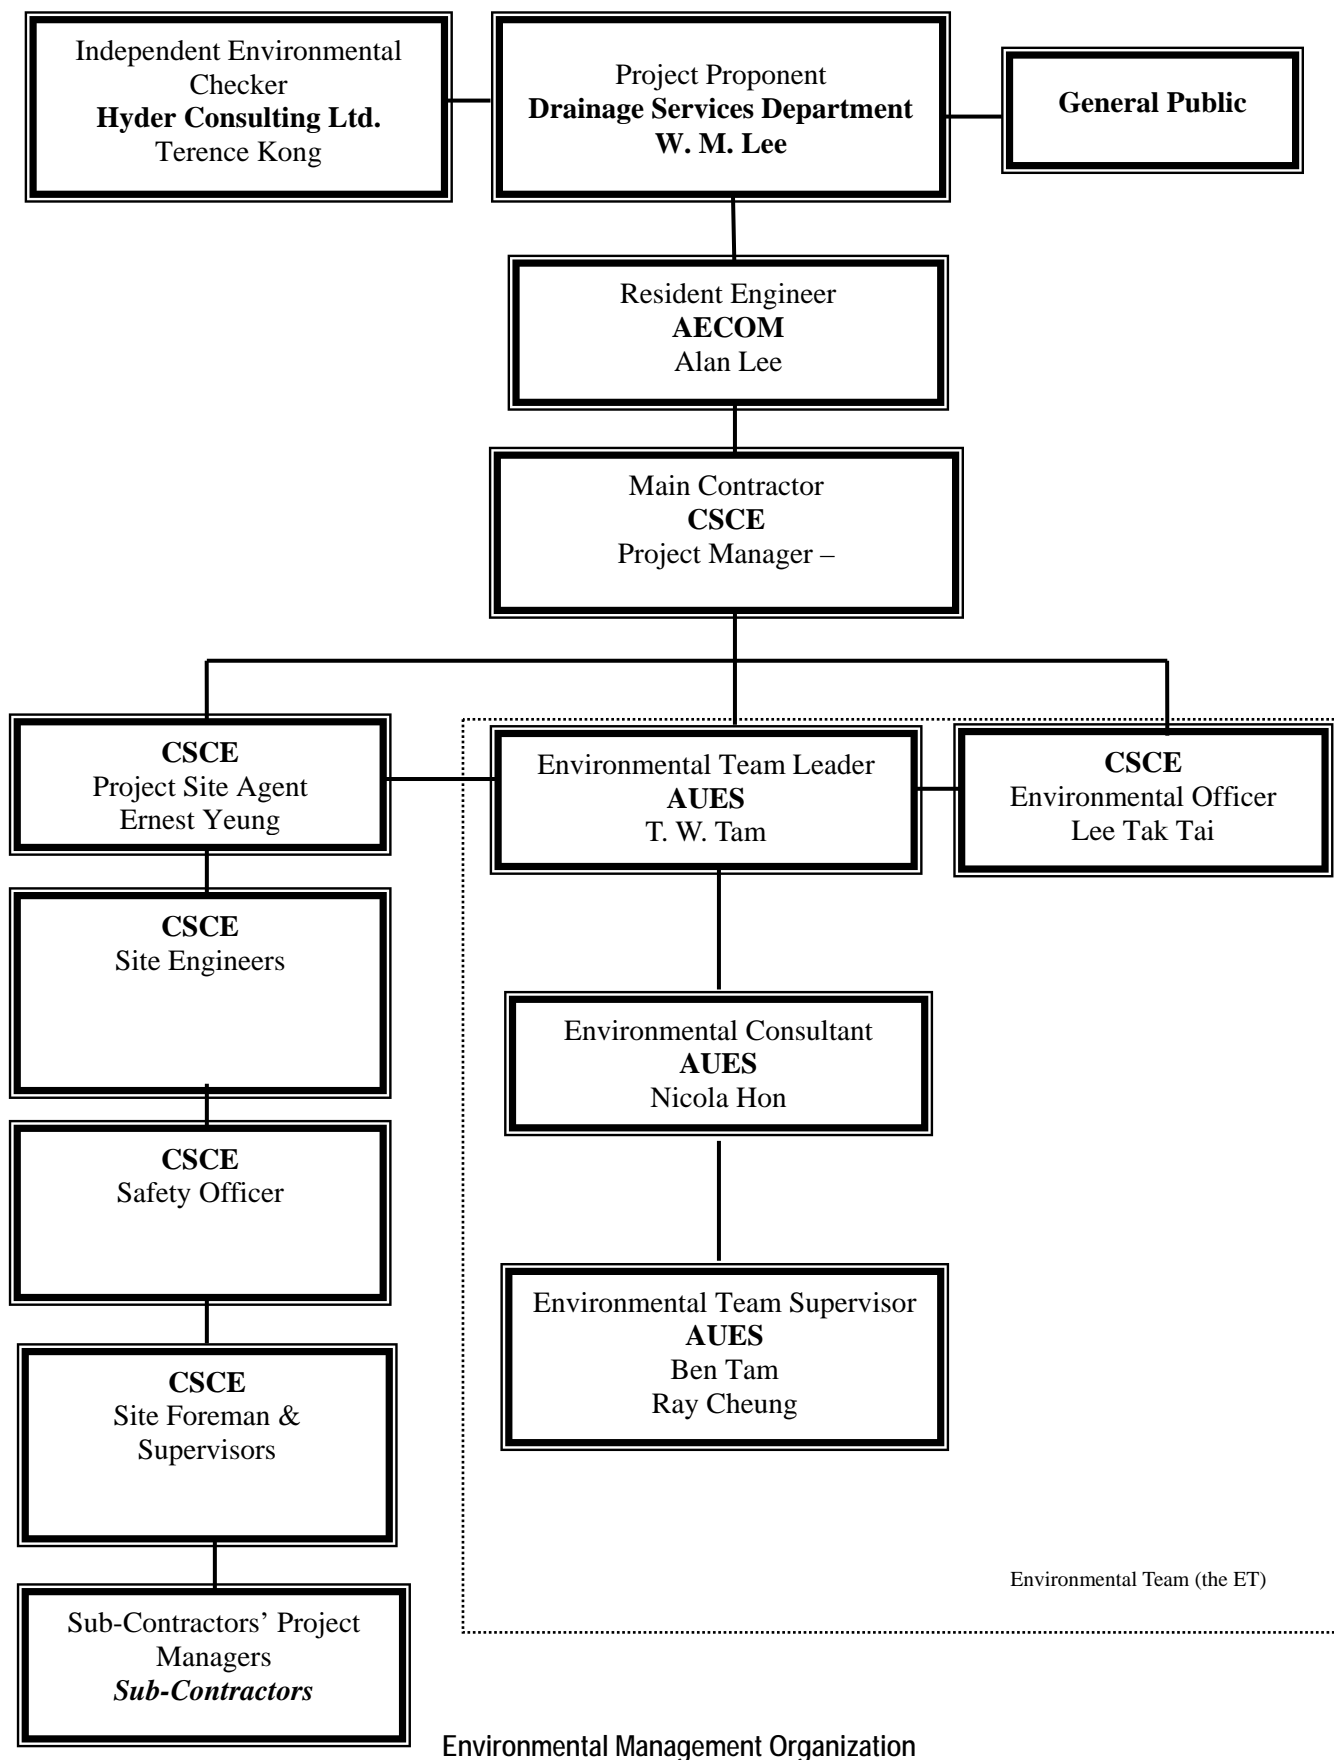 Independent Environmental
Checker
Hyder Consulting Ltd.
Terence Kong
Project Proponent
Drainage Services Department
W. M. Lee
General Public
Resident Engineer
AECOM
Alan Lee
Main Contractor
CSCE
Project Manager –
CSCE
Project Site Agent
Ernest Yeung
Environmental Team Leader
AUES
T. W. Tam
CSCE
Environmental Officer
Lee Tak Tai
CSCE
Site Engineers
Environmental Consultant
AUES
Nicola Hon
CSCE
Safety Officer
Environmental Team Supervisor
AUES
Ben Tam
Ray Cheung
CSCE
Site Foreman &
Supervisors
Environmental Team (the ET)
Sub-Contractors’ Project
Managers
Sub-Contractors
Environmental Management Organization